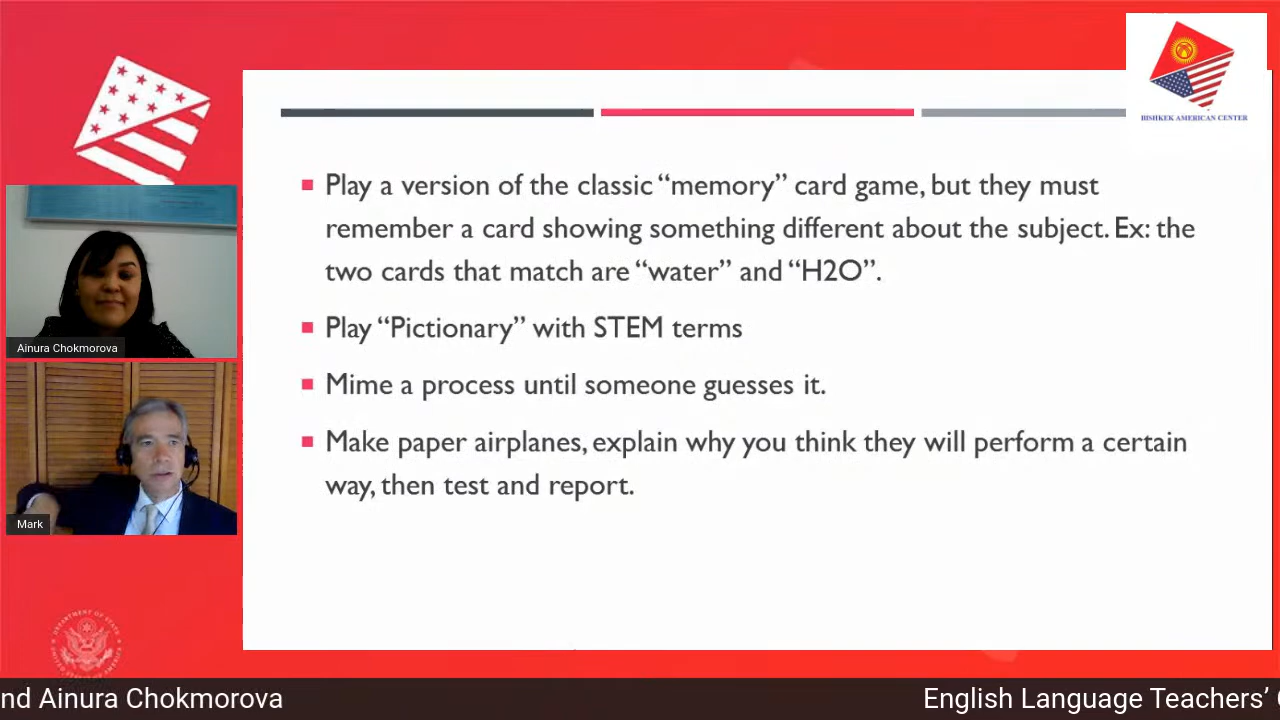 BISHKEK AMERICAN CENTER
Play a version of the classic “memory” card game, but they must
remember a card showing something different about the subject. Ex: the
two cards that match are “water” and “H2O”.
Play “Pictionary” with STEM terms
Mime a process until someone guesses it.
Make paper airplanes, explain why you think they will perform a certain
way, then test and report.
Ainura Chokmorova
Mark
DEPARTMENT OF STATE
nd Ainura Chokmorova
English Language Teachers’